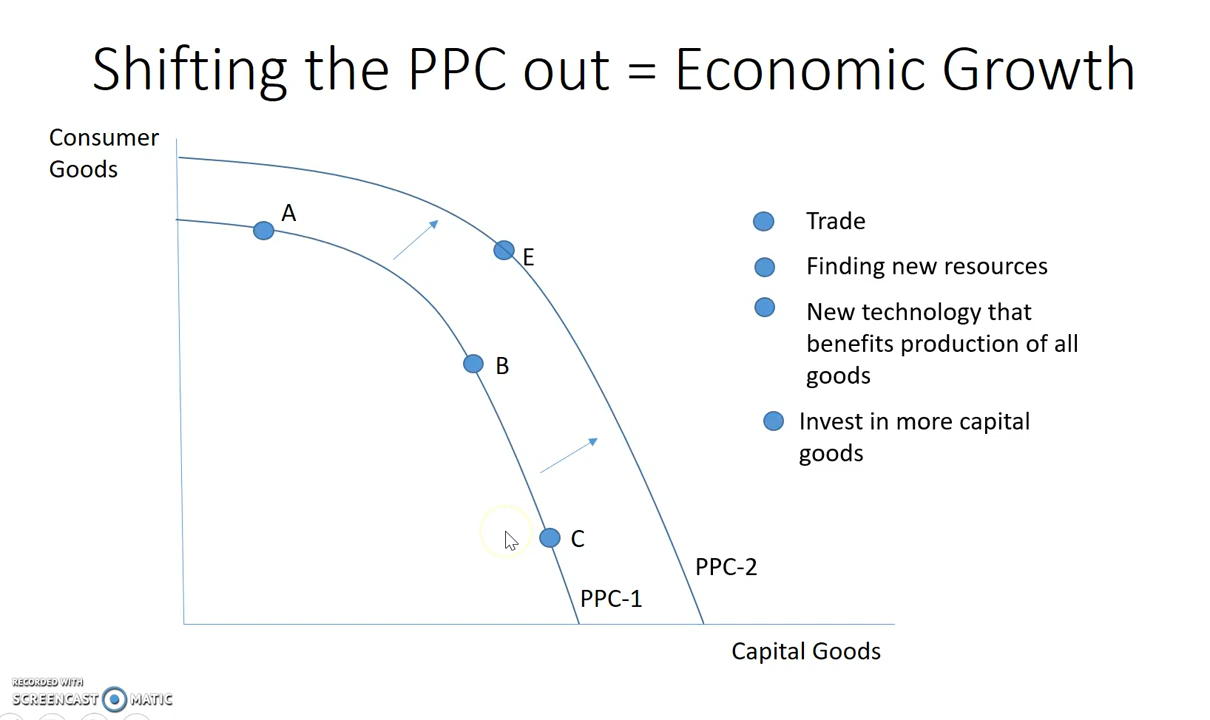 Shifting the PPC out = Economic Growth
Consumer
Goods
A
E
B
C
PPC-1
PPC-2
Capital Goods
Trade
Finding new resources
New technology that
benefits production of all
goods
Invest in more capital
goods
RECORDED WITH
SCREENCAST MATIC